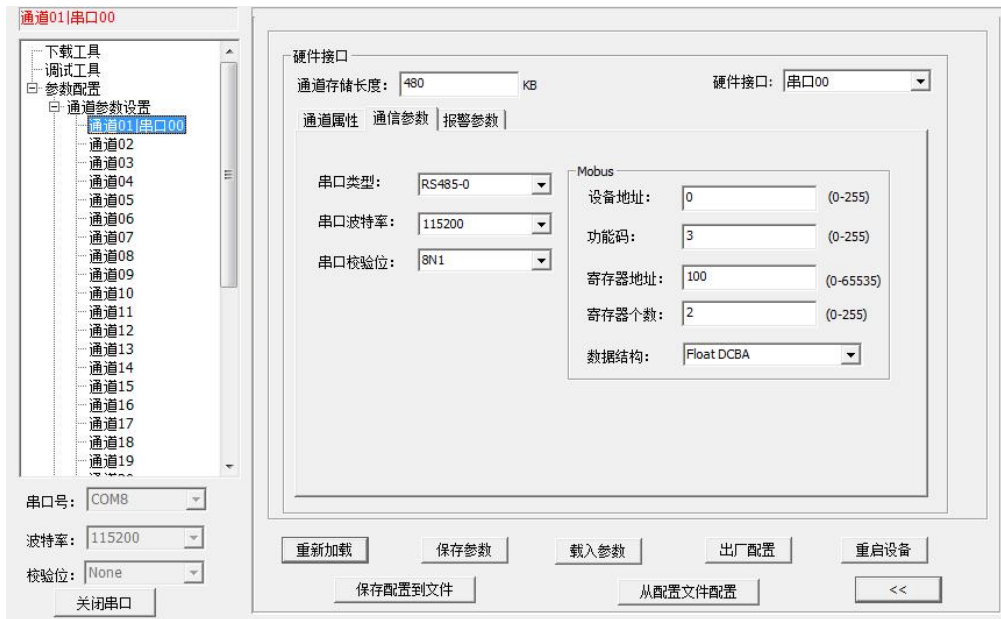 通道01|串口00
下载工具
调试工具
参数配置
通道参数设置
通道01|串口00
通道02
通道03
通道04
通道05
通道06
通道07
通道08
通道09
通道10
通道11
通道12
通道13
通道14
通道15
通道16
通道17
通道18
通道19
串口号: COM8
波特率: 115200
校验位: None
关闭串口
硬件接口
通道存储长度: 480 KB
硬件接口: 串口00
通道属性 通信参数 报警参数
串口类型: RS485-0
串口波特率: 115200
串口校验位: 8N1
Mobus
设备地址: 0 (0-255)
功能码: 3 (0-255)
寄存器地址: 100 (0-65535)
寄存器个数: 2 (0-255)
数据结构: Float DCBA
重新加载 保存参数 载入参数 出厂配置 重启设备
保存配置到文件 从配置文件配置 <<